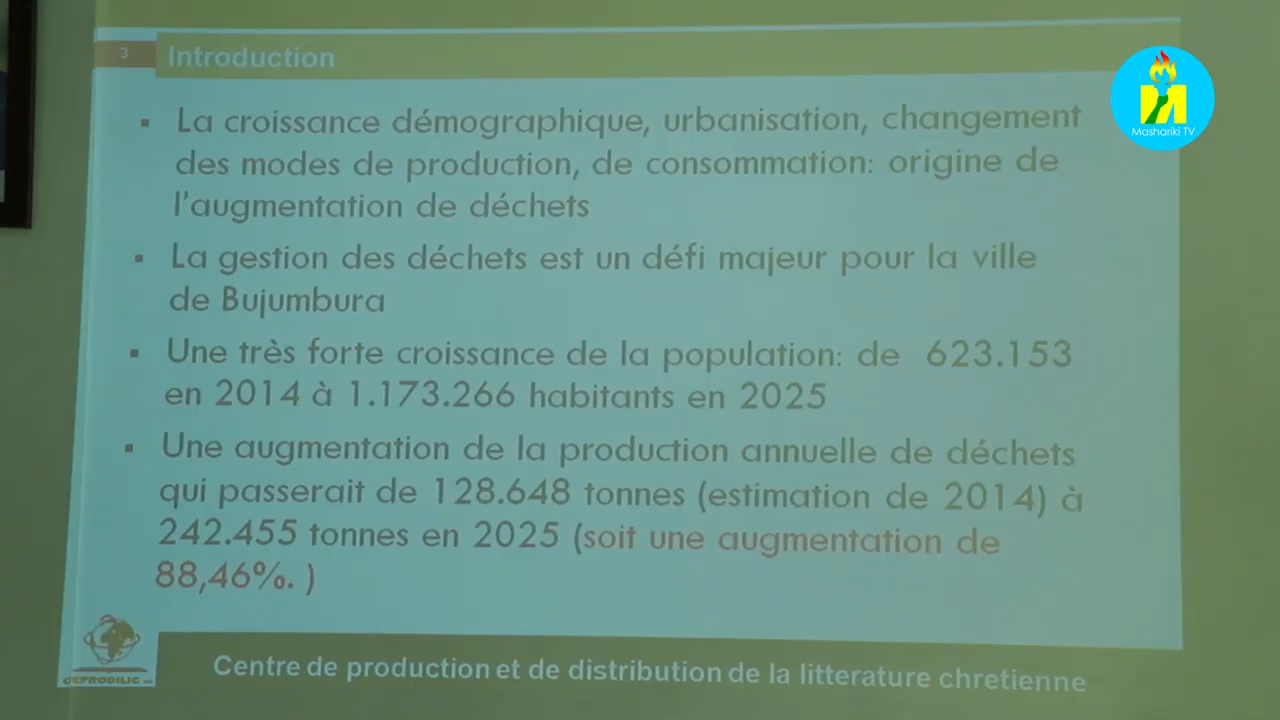 3
Introduction
Mashariki TV
▪ La croissance démographique, urbanisation, changement
des modes de production, de consommation: origine de
l'augmentation de déchets
▪ La gestion des déchets est un défi majeur pour la ville
de Bujumbura
▪ Une très forte croissance de la population: de 623.153
en 2014 à 1.173.266 habitants en 2025
▪ Une augmentation de la production annuelle de déchets
qui passerait de 128.648 tonnes (estimation de 2014) à
242.455 tonnes en 2025 (soit une augmentation de
88,46%. )
CEPRODILIC
Centre de production et de distribution de la litterature chretienne